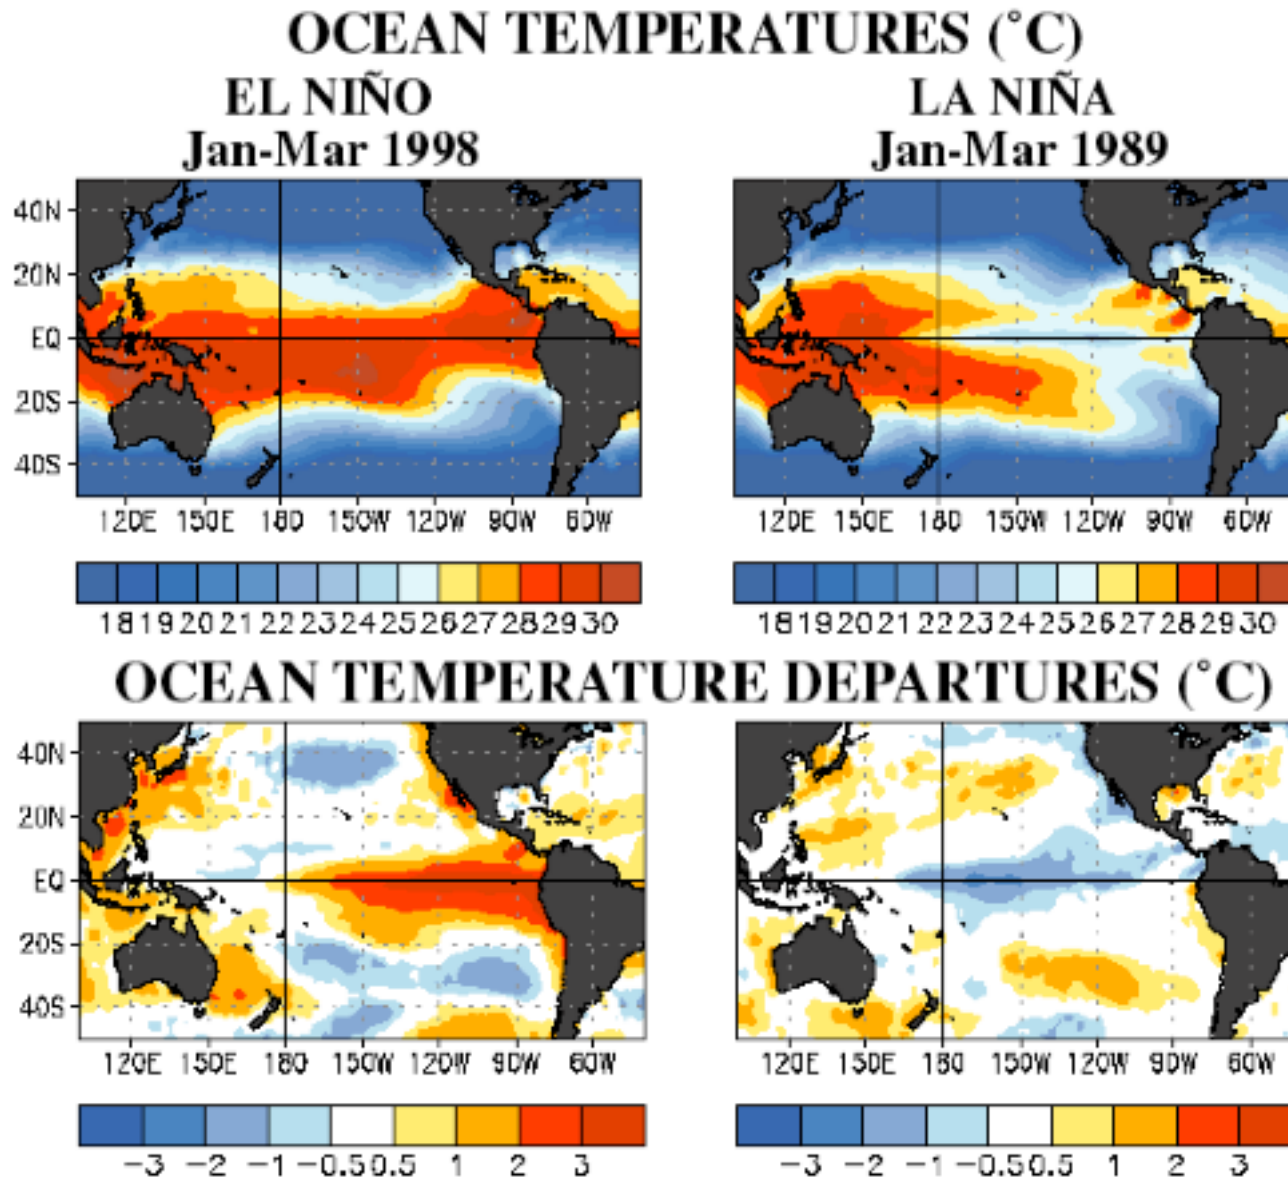 OCEAN TEMPERATURES (°C)
EL NIÑO
Jan-Mar 1998
LA NIÑA
Jan-Mar 1989
40N
20N
EQ
20S
40S
120E 150E 180 150W 120W 90W 60W
120E 150E 180 150W 120W 90W 60W
18 19 20 21 22 23 24 25 26 27 28 29 30
18 19 20 21 22 23 24 25 26 27 28 29 30
OCEAN TEMPERATURE DEPARTURES (°C)
40N
20N
EQ
20S
40S
120E 150E 180 150W 120W 90W 60W
120E 150E 180 150W 120W 90W 60W
-3 -2 -1 -0.5 0.5 1 2 3
-3 -2 -1 -0.5 0.5 1 2 3